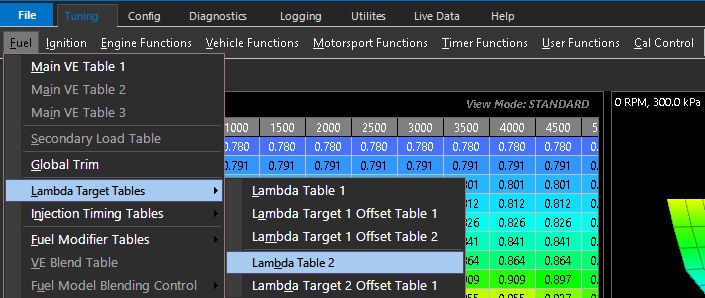 File Tuning Config Diagnostics Logging Utilites Live Data Help
Fuel Ignition Engine Functions Vehicle Functions Motorsport Functions Timer Functions User Functions Cal Control
Main VE Table 1
Main VE Table 2
Main VE Table 3
View Mode: STANDARD
0 RPM, 300.0 kPa
Secondary Load Table
1000 1500 2000 2500 3000 3500 4000 4500 5
0.780 0.780 0.780 0.780 0.780 0.780 0.780 0.780 0.
Global Trim
0.791 0.791 0.791 0.791 0.791 0.791 0.791 0.791 0.
Lambda Target Tables
Lambda Table 1
801 0.801 0.801 0.
Injection Timing Tables
Lambda Target 1 Offset Table 1
812 0.812 0.812 0.
826 0.826 0.826 0.
Fuel Modifier Tables
Lambda Target 1 Offset Table 2
841 0.841 0.841 0.
VE Blend Table
Lambda Table 2
864 0.864 0.864 0.
Fuel Model Blending Control
Lambda Target 2 Offset Table 1
909 0.909 0.897 0.